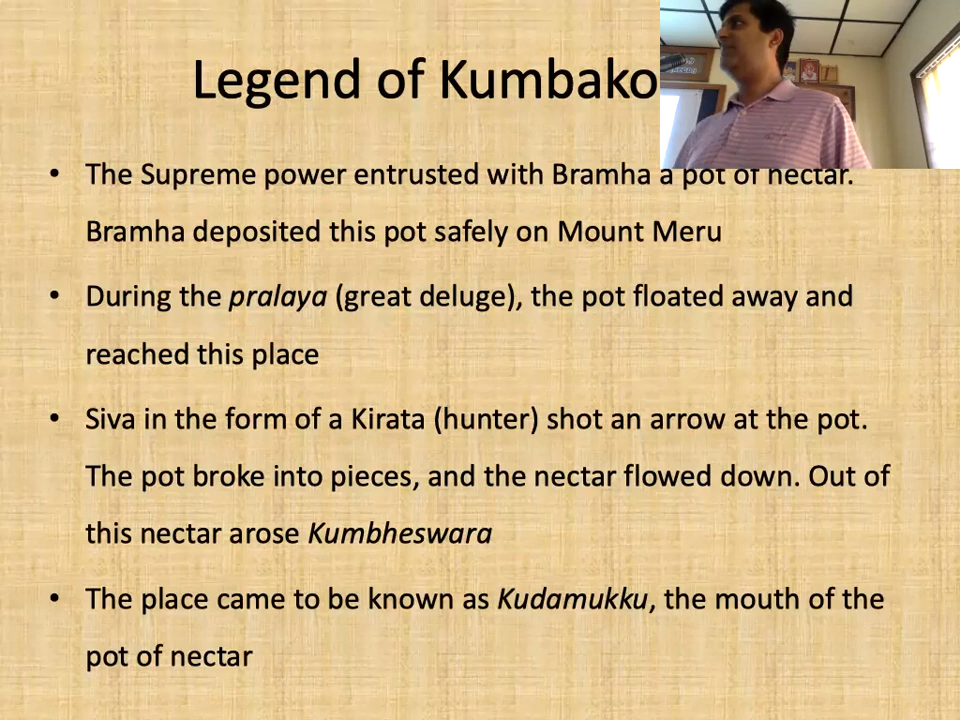 Legend of Kumbako
• The Supreme power entrusted with Bramha a pot of nectar.
Bramha deposited this pot safely on Mount Meru
• During the pralaya (great deluge), the pot floated away and
reached this place
• Siva in the form of a Kirata (hunter) shot an arrow at the pot.
The pot broke into pieces, and the nectar flowed down. Out of
this nectar arose Kumbheswara
• The place came to be known as Kudamukku, the mouth of the
pot of nectar